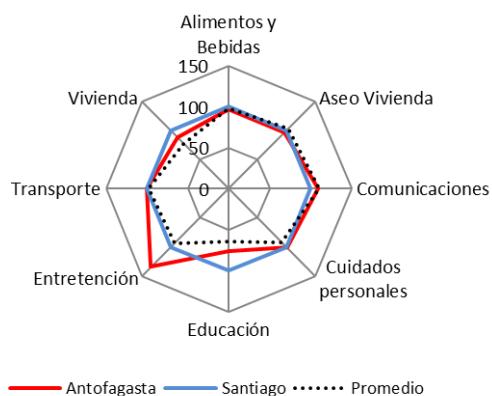 Alimentos y
Bebidas
150
Vivienda
Aseo Vivienda
100
50
Transporte
0
Comunicaciones
Entretención
Cuidados
personales
Educación
Antofagasta Santiago Promedio